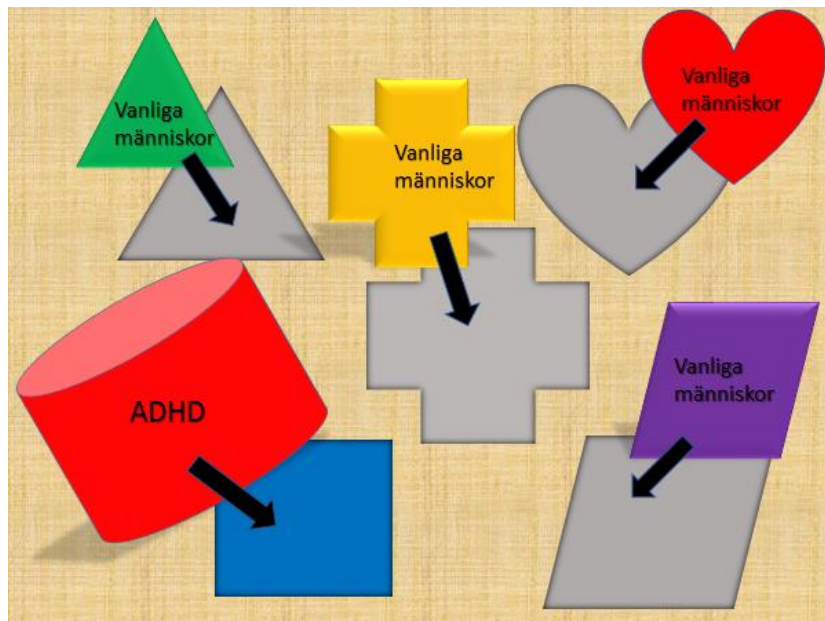 Vanliga
människor
Vanliga
människor
Vanliga
människor
ADHD
Vanliga
människor